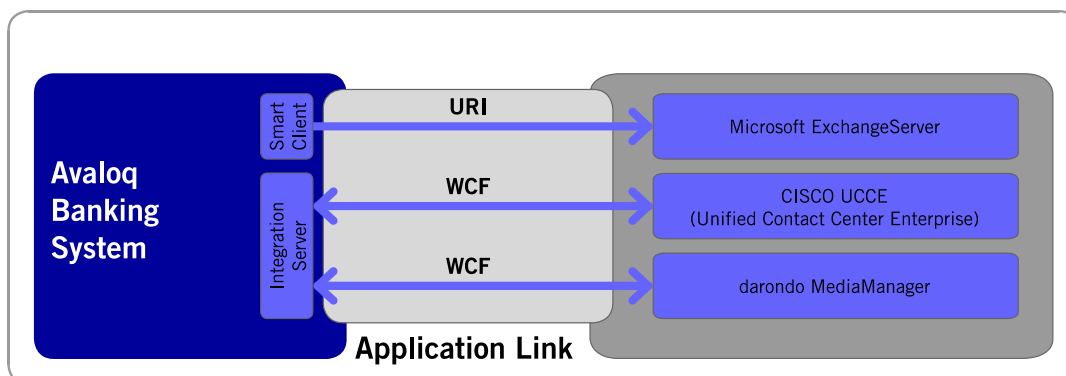 Avaloq
Banking
System
Smart
Client
Integration
Server
URI
WCF
WCF
Application Link
Microsoft ExchangeServer
CISCO UCCE
(Unified Contact Center Enterprise)
darondo MediaManager